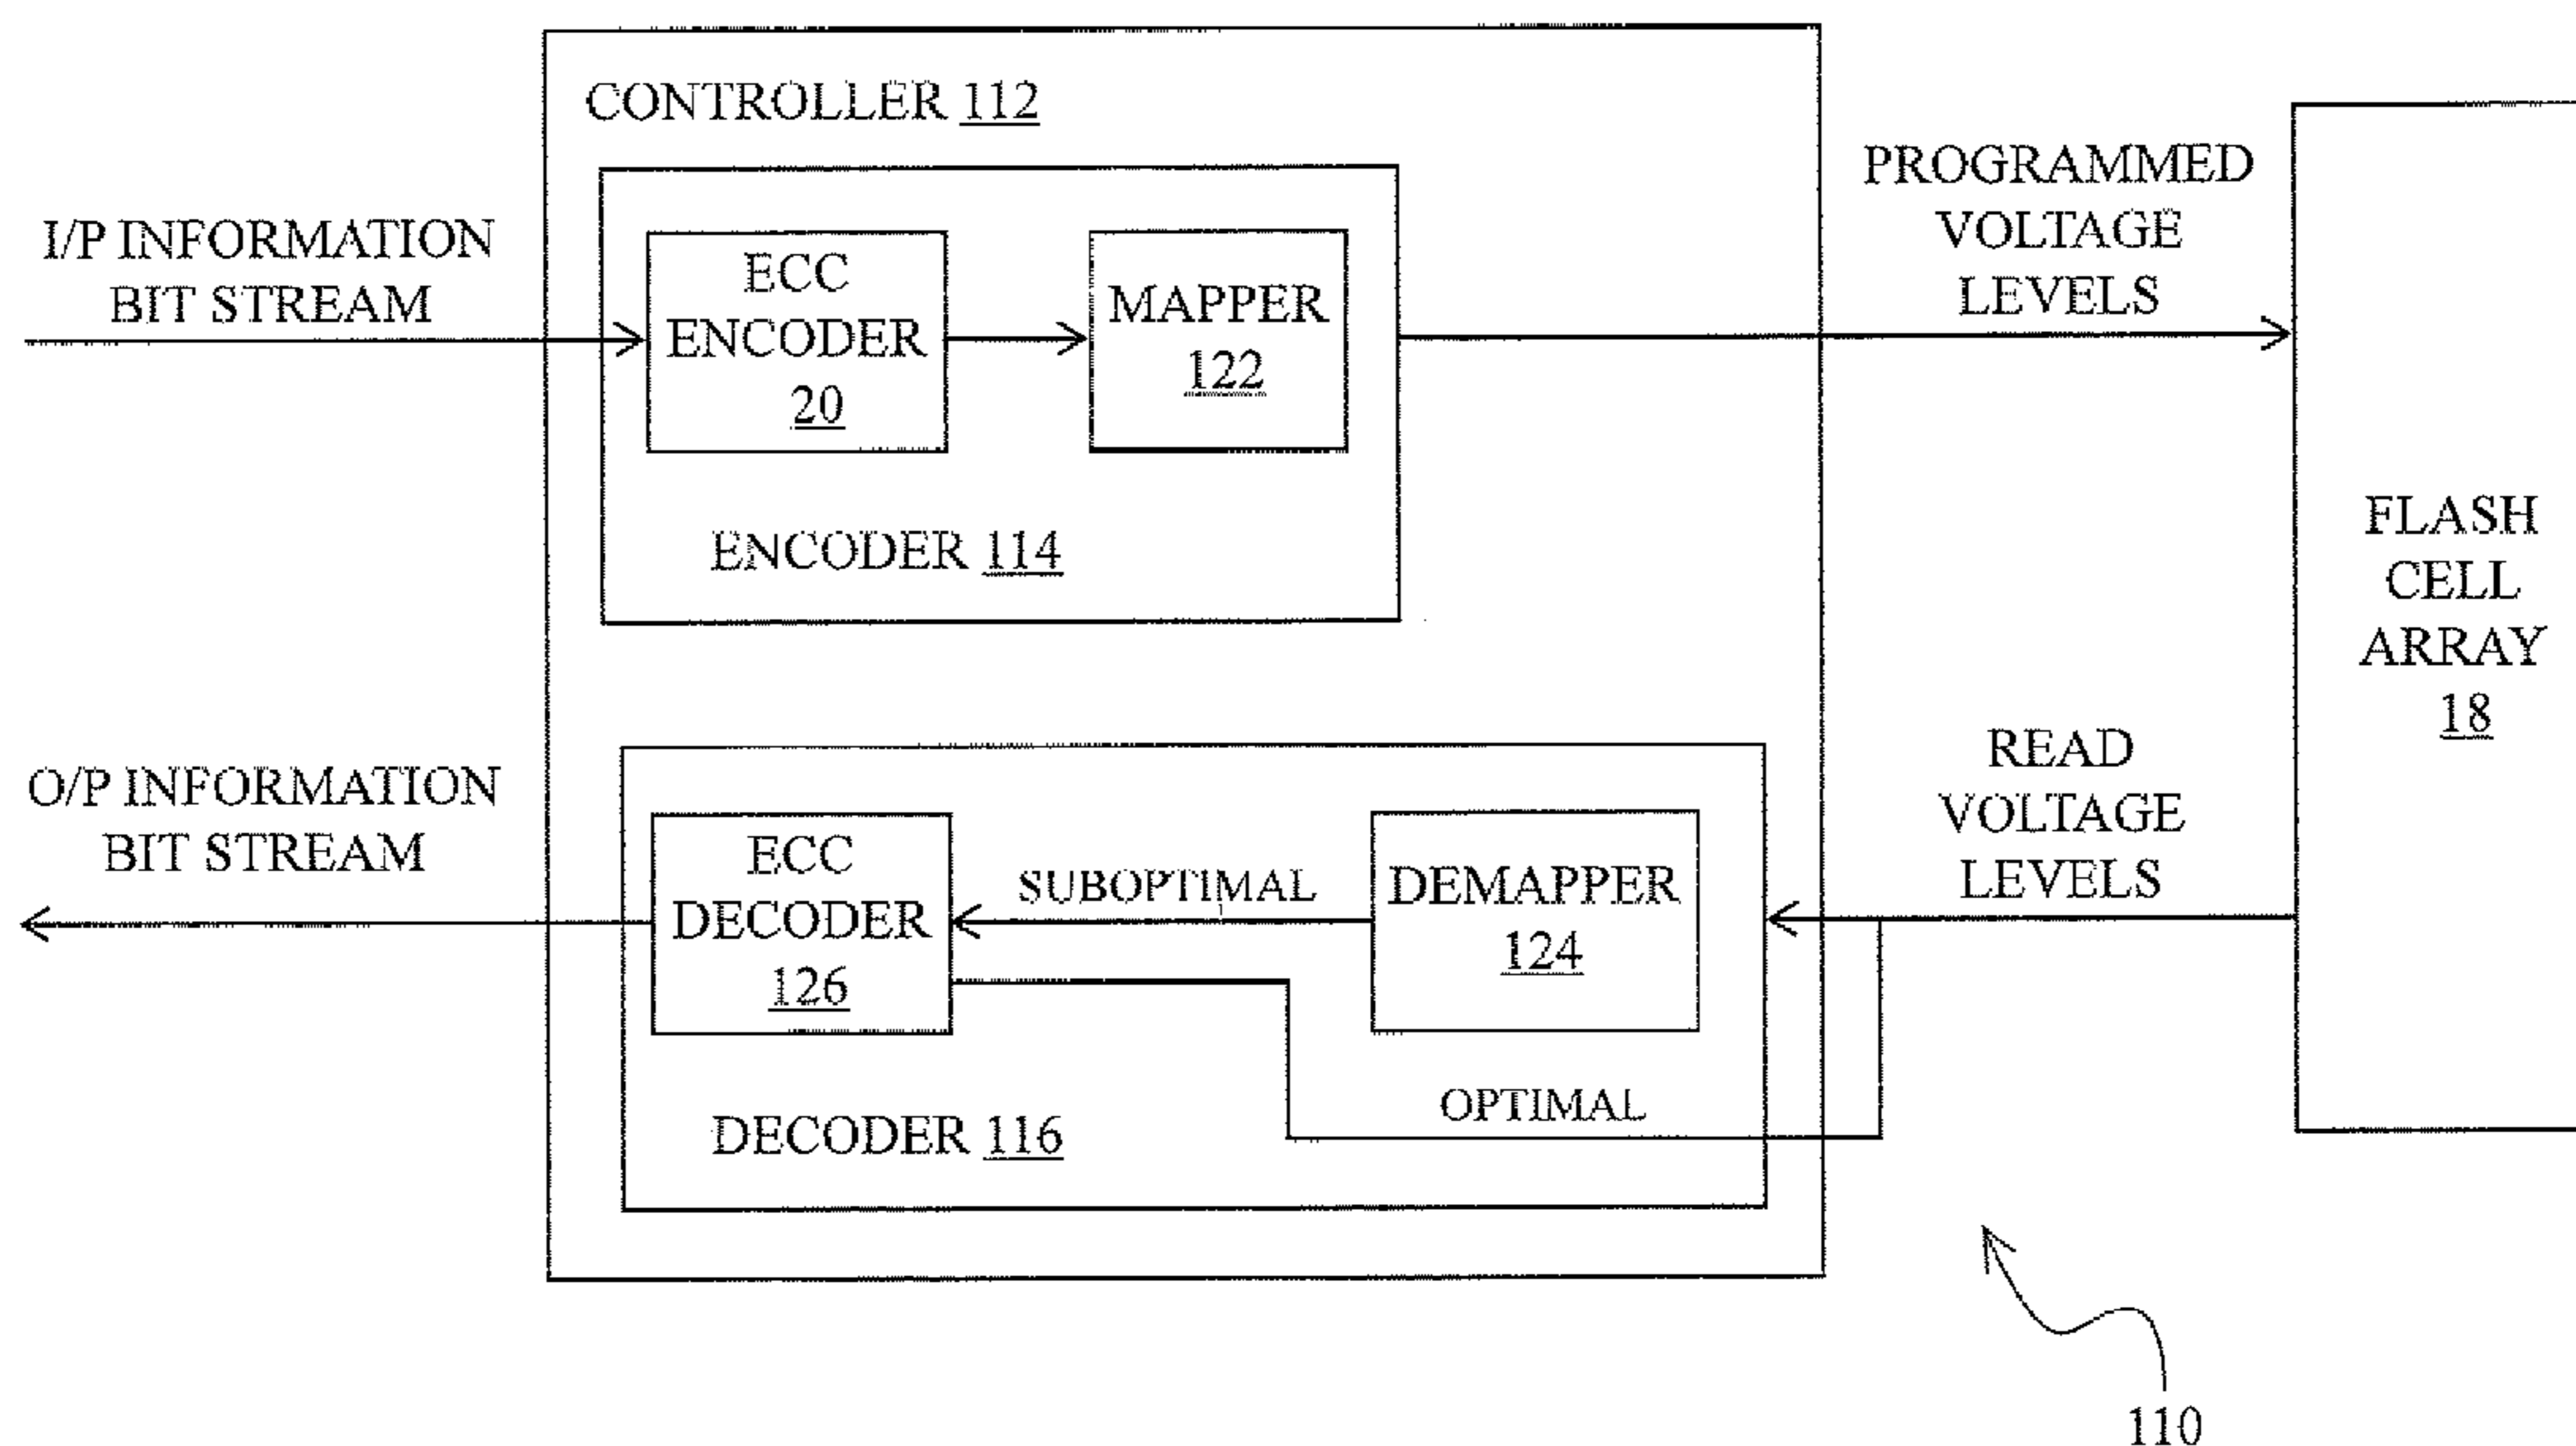 CONTROLLER 112
I/P INFORMATION
BIT STREAM
ECC
ENCODER
20
MAPPER
122
ENCODER 114
PROGRAMMED
VOLTAGE
LEVELS
FLASH
CELL
ARRAY
18
O/P INFORMATION
BIT STREAM
ECC
DECODER
126
SUBOPTIMAL
DEMAPPER
124
OPTIMAL
DECODER 116
READ
VOLTAGE
LEVELS
110